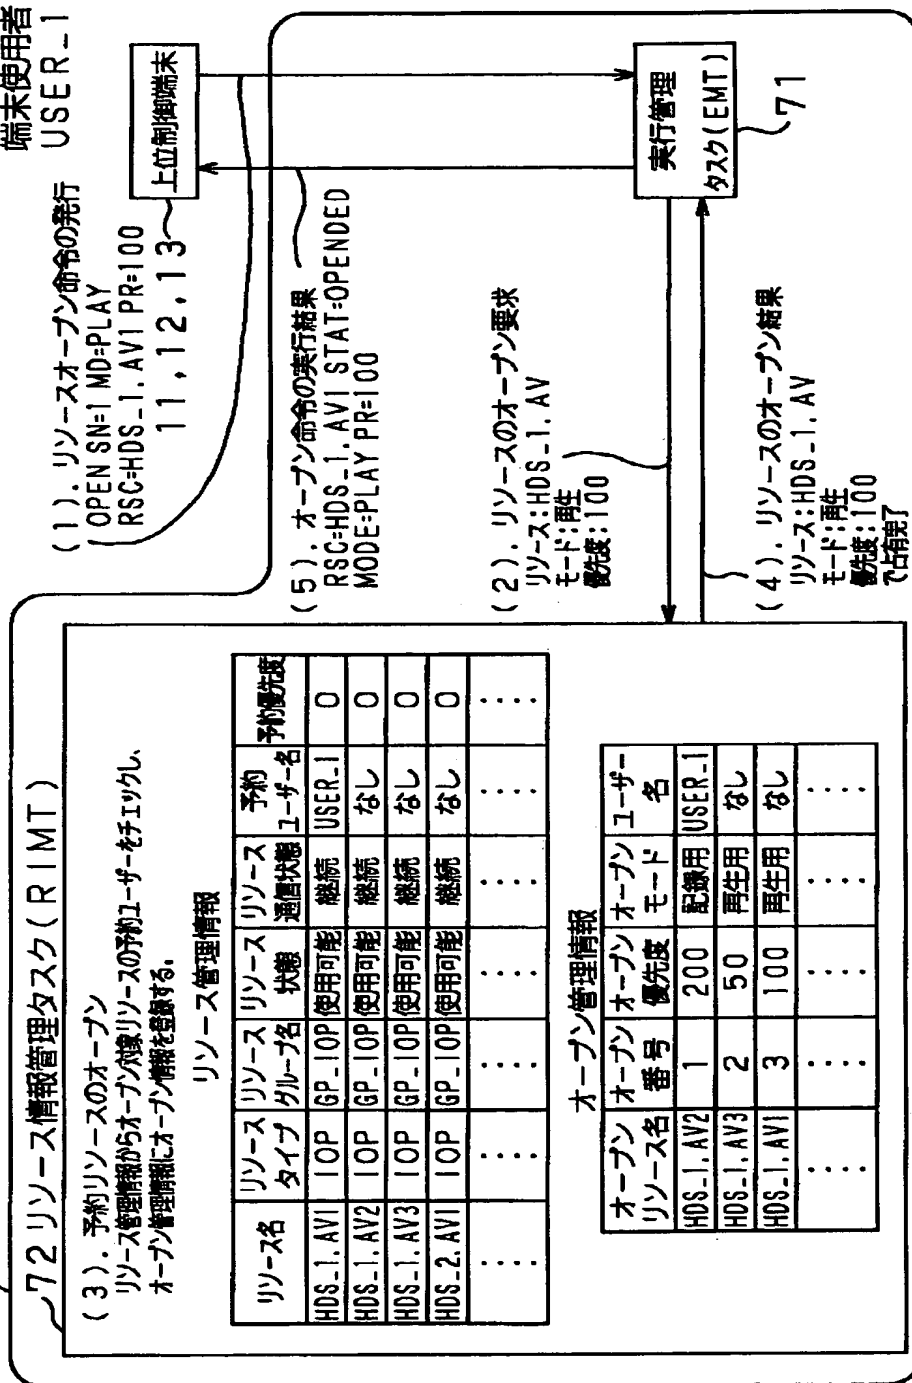 端末使用者
USER_1
(1). リソースオープン命令の発行
OPEN SN=1 MD=PLAY
RSC=HDS_1.AV1 PR=100
11,12,13
上位制御端末
(5). オープン命令の実行結果
RSC=HDS_1.AV1 STAT=OPENDED
MODE=PLAY PR=100
(2). リソースのオープン要求
リソース:HDS_1.AV
モード:再生
優先度:100
実行管理
タスク(EMT)
71
(4). リソースのオープン結果
リソース:HDS_1.AV
モード:再生
優先度:100
で占有完了
72 リソース情報管理タスク(RIMT)
(3). 予約リソースのオープン
リソース管理情報からオープン対象リソースの予約ユーザーをチェックし、
オープン管理情報にオープン情報を登録する。
リソース管理情報
リソース名 リソースタイプ リソースグループ名 リソース状態 リソース通信状態 予約ユーザー名 予約優先度
HDS_1.AV1 IOP GP_IOP 使用可能 継続 USER_1 0
HDS_1.AV2 IOP GP_IOP 使用可能 継続 なし 0
HDS_1.AV3 IOP GP_IOP 使用可能 継続 なし 0
HDS_2.AV1 IOP GP_IOP 使用可能 継続 なし 0
.... .... .... .... .... .... ....
オープン管理情報
オープンリソース名 オープン番号 オープン優先度 オープンモード ユーザー名
HDS_1.AV2 1 200 記録用 USER_1
HDS_1.AV3 2 50 再生用 なし
HDS_1.AV1 3 100 再生用 なし
.... .... .... .... ....